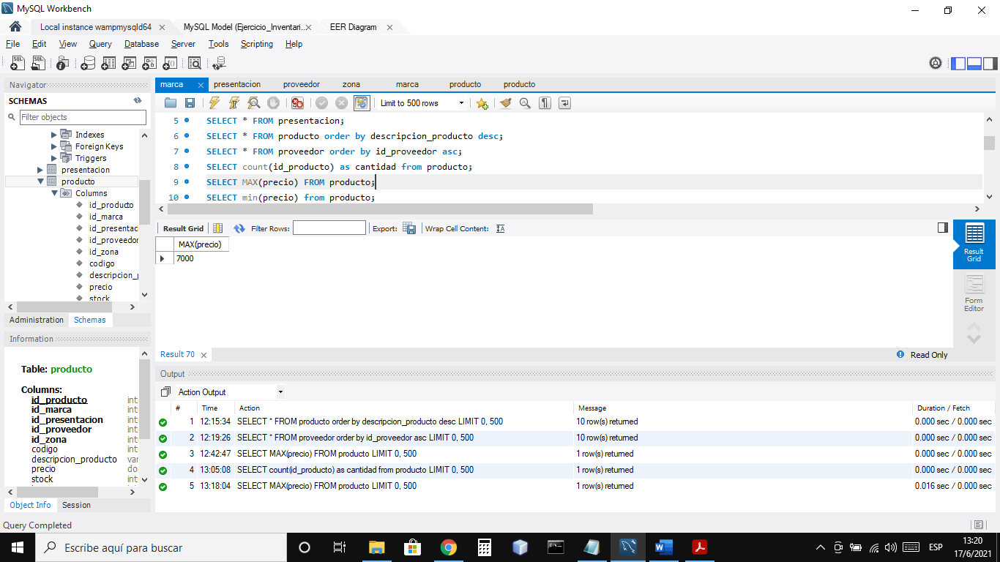 MySQL Workbench
Local instance wampmysqld64
MySQL Model (Ejercicio_Inventari..
EER Diagram
File Edit View Query Database Server Tools Scripting Help
Navigator
SCHEMAS
Filter objects
Indexes
Foreign Keys
Triggers
presentacion
producto
Columns
id_producto
id_marca
id_presentac
id_proveedor
id_zona
codigo
descripcion_p
precio
stock
Administration Schemas
Information
Table: producto
Columns:
id_producto int
id_marca int
id_presentacion int
id_proveedor int
id_zona int
codigo int
descripcion_producto var
precio do
stock int
Object Info Session
marca presentacion proveedor zona marca producto producto
Limit to 500 rows
5 SELECT * FROM presentacion;
6 SELECT * FROM producto order by descripcion_producto desc;
7 SELECT * FROM proveedor order by id_proveedor asc;
8 SELECT count(id_producto) as cantidad from producto;
9 SELECT MAX(precio) FROM producto;
10 SELECT min(precio) from producto;
Result Grid Filter Rows: Export: Wrap Cell Content:
MAX(precio)
7000
Result Grid
Form Editor
Result 70
Read Only
Output
Action Output
# Time Action Message Duration / Fetch
1 12:15:34 SELECT * FROM producto order by descripcion_producto desc LIMIT 0, 500 10 row(s) returned 0.000 sec / 0.000 sec
2 12:19:26 SELECT * FROM proveedor order by id_proveedor asc LIMIT 0, 500 10 row(s) returned 0.000 sec / 0.000 sec
3 12:42:47 SELECT MAX(precio) FROM producto LIMIT 0, 500 1 row(s) returned 0.000 sec / 0.000 sec
4 13:05:08 SELECT count(id_producto) as cantidad from producto LIMIT 0, 500 1 row(s) returned 0.000 sec / 0.000 sec
5 13:18:04 SELECT MAX(precio) FROM producto LIMIT 0, 500 1 row(s) returned 0.016 sec / 0.000 sec
Query Completed
Escribe aquí para buscar
ESP
13:20
17/6/2021